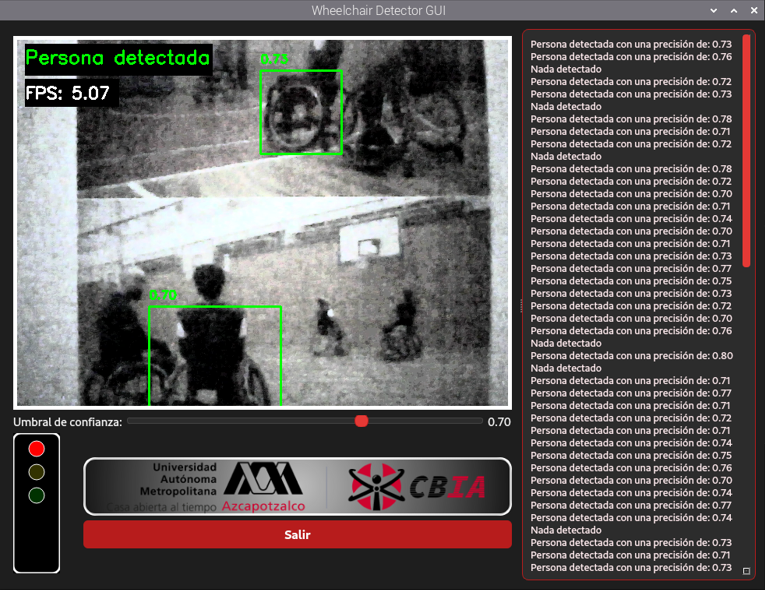 Wheelchair Detector GUI
Persona detectada
FPS: 5.07
0.73
0.70
Umbral de confianza:
0.70
Universidad
Autónoma
Metropolitana
Casa abierta al tiempo Azcapotzalco
CBIA
Salir
Persona detectada con una precisión de: 0.73
Persona detectada con una precisión de: 0.76
Nada detectado
Persona detectada con una precisión de: 0.72
Persona detectada con una precisión de: 0.73
Nada detectado
Persona detectada con una precisión de: 0.78
Persona detectada con una precisión de: 0.71
Persona detectada con una precisión de: 0.72
Nada detectado
Persona detectada con una precisión de: 0.78
Persona detectada con una precisión de: 0.72
Persona detectada con una precisión de: 0.70
Persona detectada con una precisión de: 0.71
Persona detectada con una precisión de: 0.74
Persona detectada con una precisión de: 0.70
Persona detectada con una precisión de: 0.71
Persona detectada con una precisión de: 0.73
Persona detectada con una precisión de: 0.77
Persona detectada con una precisión de: 0.75
Persona detectada con una precisión de: 0.73
Persona detectada con una precisión de: 0.72
Persona detectada con una precisión de: 0.70
Persona detectada con una precisión de: 0.76
Nada detectado
Persona detectada con una precisión de: 0.80
Nada detectado
Persona detectada con una precisión de: 0.71
Persona detectada con una precisión de: 0.77
Persona detectada con una precisión de: 0.71
Persona detectada con una precisión de: 0.72
Persona detectada con una precisión de: 0.71
Persona detectada con una precisión de: 0.74
Persona detectada con una precisión de: 0.75
Persona detectada con una precisión de: 0.76
Persona detectada con una precisión de: 0.70
Persona detectada con una precisión de: 0.74
Persona detectada con una precisión de: 0.77
Persona detectada con una precisión de: 0.74
Nada detectado
Persona detectada con una precisión de: 0.73
Persona detectada con una precisión de: 0.71
Persona detectada con una precisión de: 0.73